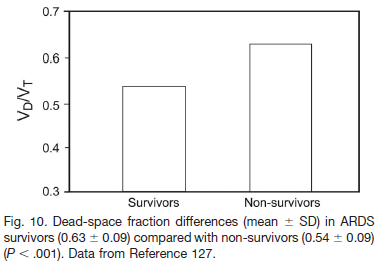 0.7
0.6
0.5
0.4
0.3
VD/VT
Survivors
Non-survivors
Fig. 10. Dead-space fraction differences (mean ± SD) in ARDS
survivors (0.63 ± 0.09) compared with non-survivors (0.54 ± 0.09)
(P < .001). Data from Reference 127.